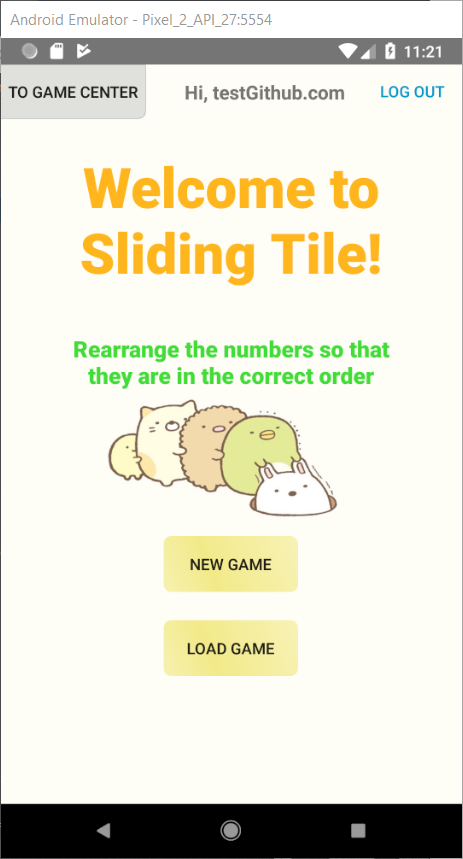 Android Emulator - Pixel_2_API_27:5554
11:21
TO GAME CENTER
Hi, testGithub.com
LOG OUT
Welcome to
Sliding Tile!
Rearrange the numbers so that
they are in the correct order
NEW GAME
LOAD GAME